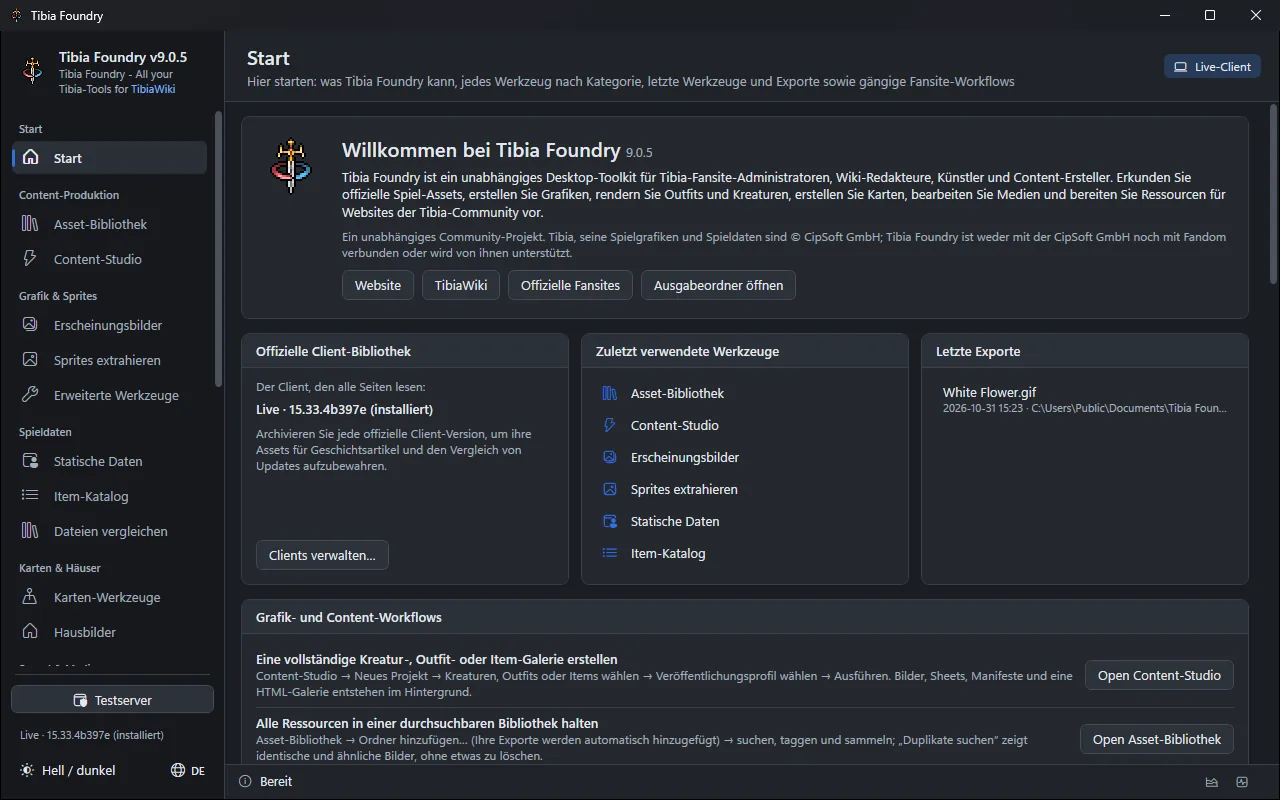 Tibia Foundry
Tibia Foundry v9.0.5
Tibia Foundry - All your
Tibia-Tools for TibiaWiki
Start
Start
Content-Produktion
Asset-Bibliothek
Content-Studio
Grafik & Sprites
Erscheinungsbilder
Sprites extrahieren
Erweiterte Werkzeuge
Spieldaten
Statische Daten
Item-Katalog
Dateien vergleichen
Karten & Häuser
Karten-Werkzeuge
Hausbilder
Testserver
Live · 15.33.4b397e (installiert)
Hell / dunkel
DE
Start
Hier starten: was Tibia Foundry kann, jedes Werkzeug nach Kategorie, letzte Werkzeuge und Exporte sowie gängige Fansite-Workflows
Live-Client
Willkommen bei Tibia Foundry 9.0.5
Tibia Foundry ist ein unabhängiges Desktop-Toolkit für Tibia-Fansite-Administratoren, Wiki-Redakteure, Künstler und Content-Ersteller. Erkunden Sie
offizielle Spiel-Assets, erstellen Sie Grafiken, rendern Sie Outfits und Kreaturen, erstellen Sie Karten, bearbeiten Sie Medien und bereiten Sie Ressourcen für
Websites der Tibia-Community vor.
Ein unabhängiges Community-Projekt. Tibia, seine Spielgrafiken und Spieldaten sind © CipSoft GmbH; Tibia Foundry ist weder mit der CipSoft GmbH noch mit Fandom
verbunden oder wird von ihnen unterstützt.
Website
TibiaWiki
Offizielle Fansites
Ausgabeordner öffnen
Offizielle Client-Bibliothek
Der Client, den alle Seiten lesen:
Live · 15.33.4b397e (installiert)
Archivieren Sie jede offizielle Client-Version, um ihre
Assets für Geschichtsartikel und den Vergleich von
Updates aufzubewahren.
Clients verwalten...
Zuletzt verwendete Werkzeuge
Asset-Bibliothek
Content-Studio
Erscheinungsbilder
Sprites extrahieren
Statische Daten
Item-Katalog
Letzte Exporte
White Flower.gif
2026-10-31 15:23 · C:\Users\Public\Documents\Tibia Foun...
Grafik- und Content-Workflows
Eine vollständige Kreatur-, Outfit- oder Item-Galerie erstellen
Content-Studio → Neues Projekt → Kreaturen, Outfits oder Items wählen → Veröffentlichungsprofil wählen → Ausführen. Bilder, Sheets, Manifeste und eine
HTML-Galerie entstehen im Hintergrund.
Open Content-Studio
Alle Ressourcen in einer durchsuchbaren Bibliothek halten
Asset-Bibliothek → Ordner hinzufügen... (Ihre Exporte werden automatisch hinzugefügt) → suchen, taggen und sammeln; „Duplikate suchen“ zeigt
identische und ähnliche Bilder, ohne etwas zu löschen.
Open Asset-Bibliothek
Bereit